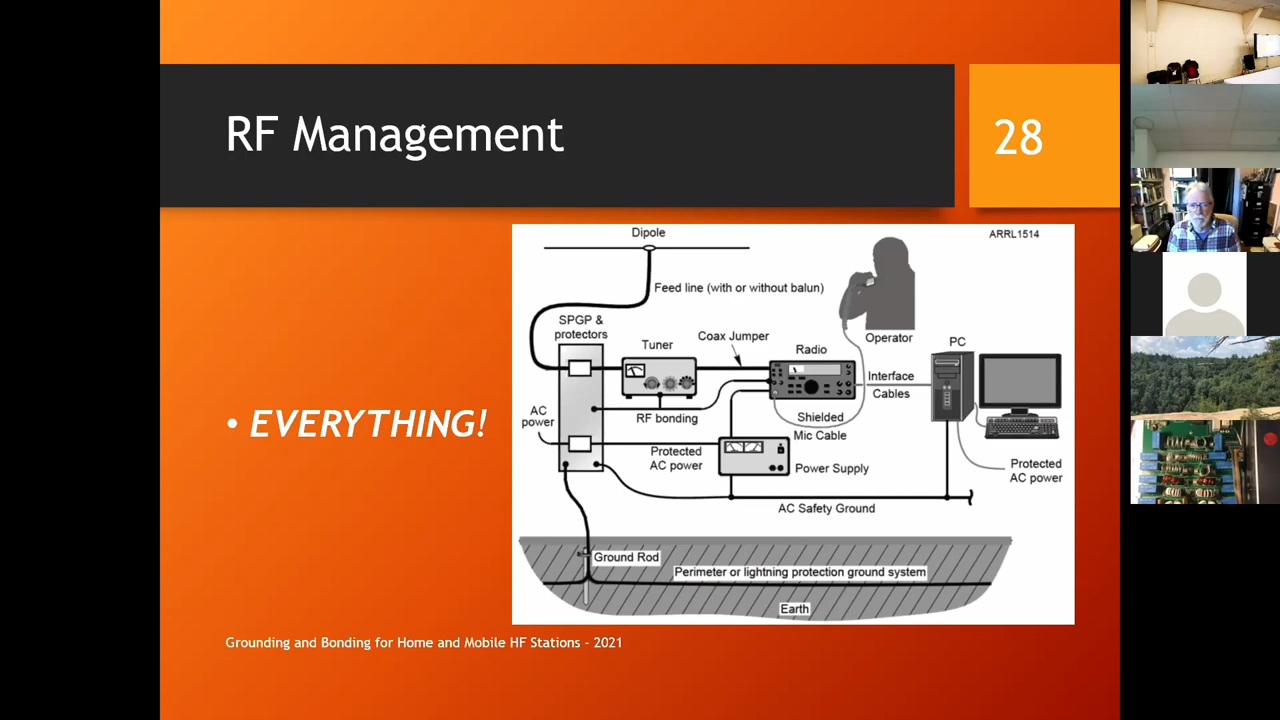 RF Management
28
• EVERYTHING!
Dipole
ARRL1514
Feed line (with or without balun)
SPGP &
protectors
Tuner
Coax Jumper
Radio
Operator
PC
Interface
Cables
AC
power
RF bonding
Shielded
Mic Cable
Protected
AC power
Power Supply
Protected
AC power
AC Safety Ground
Ground Rod
Perimeter or lightning protection ground system
Earth
Grounding and Bonding for Home and Mobile HF Stations - 2021